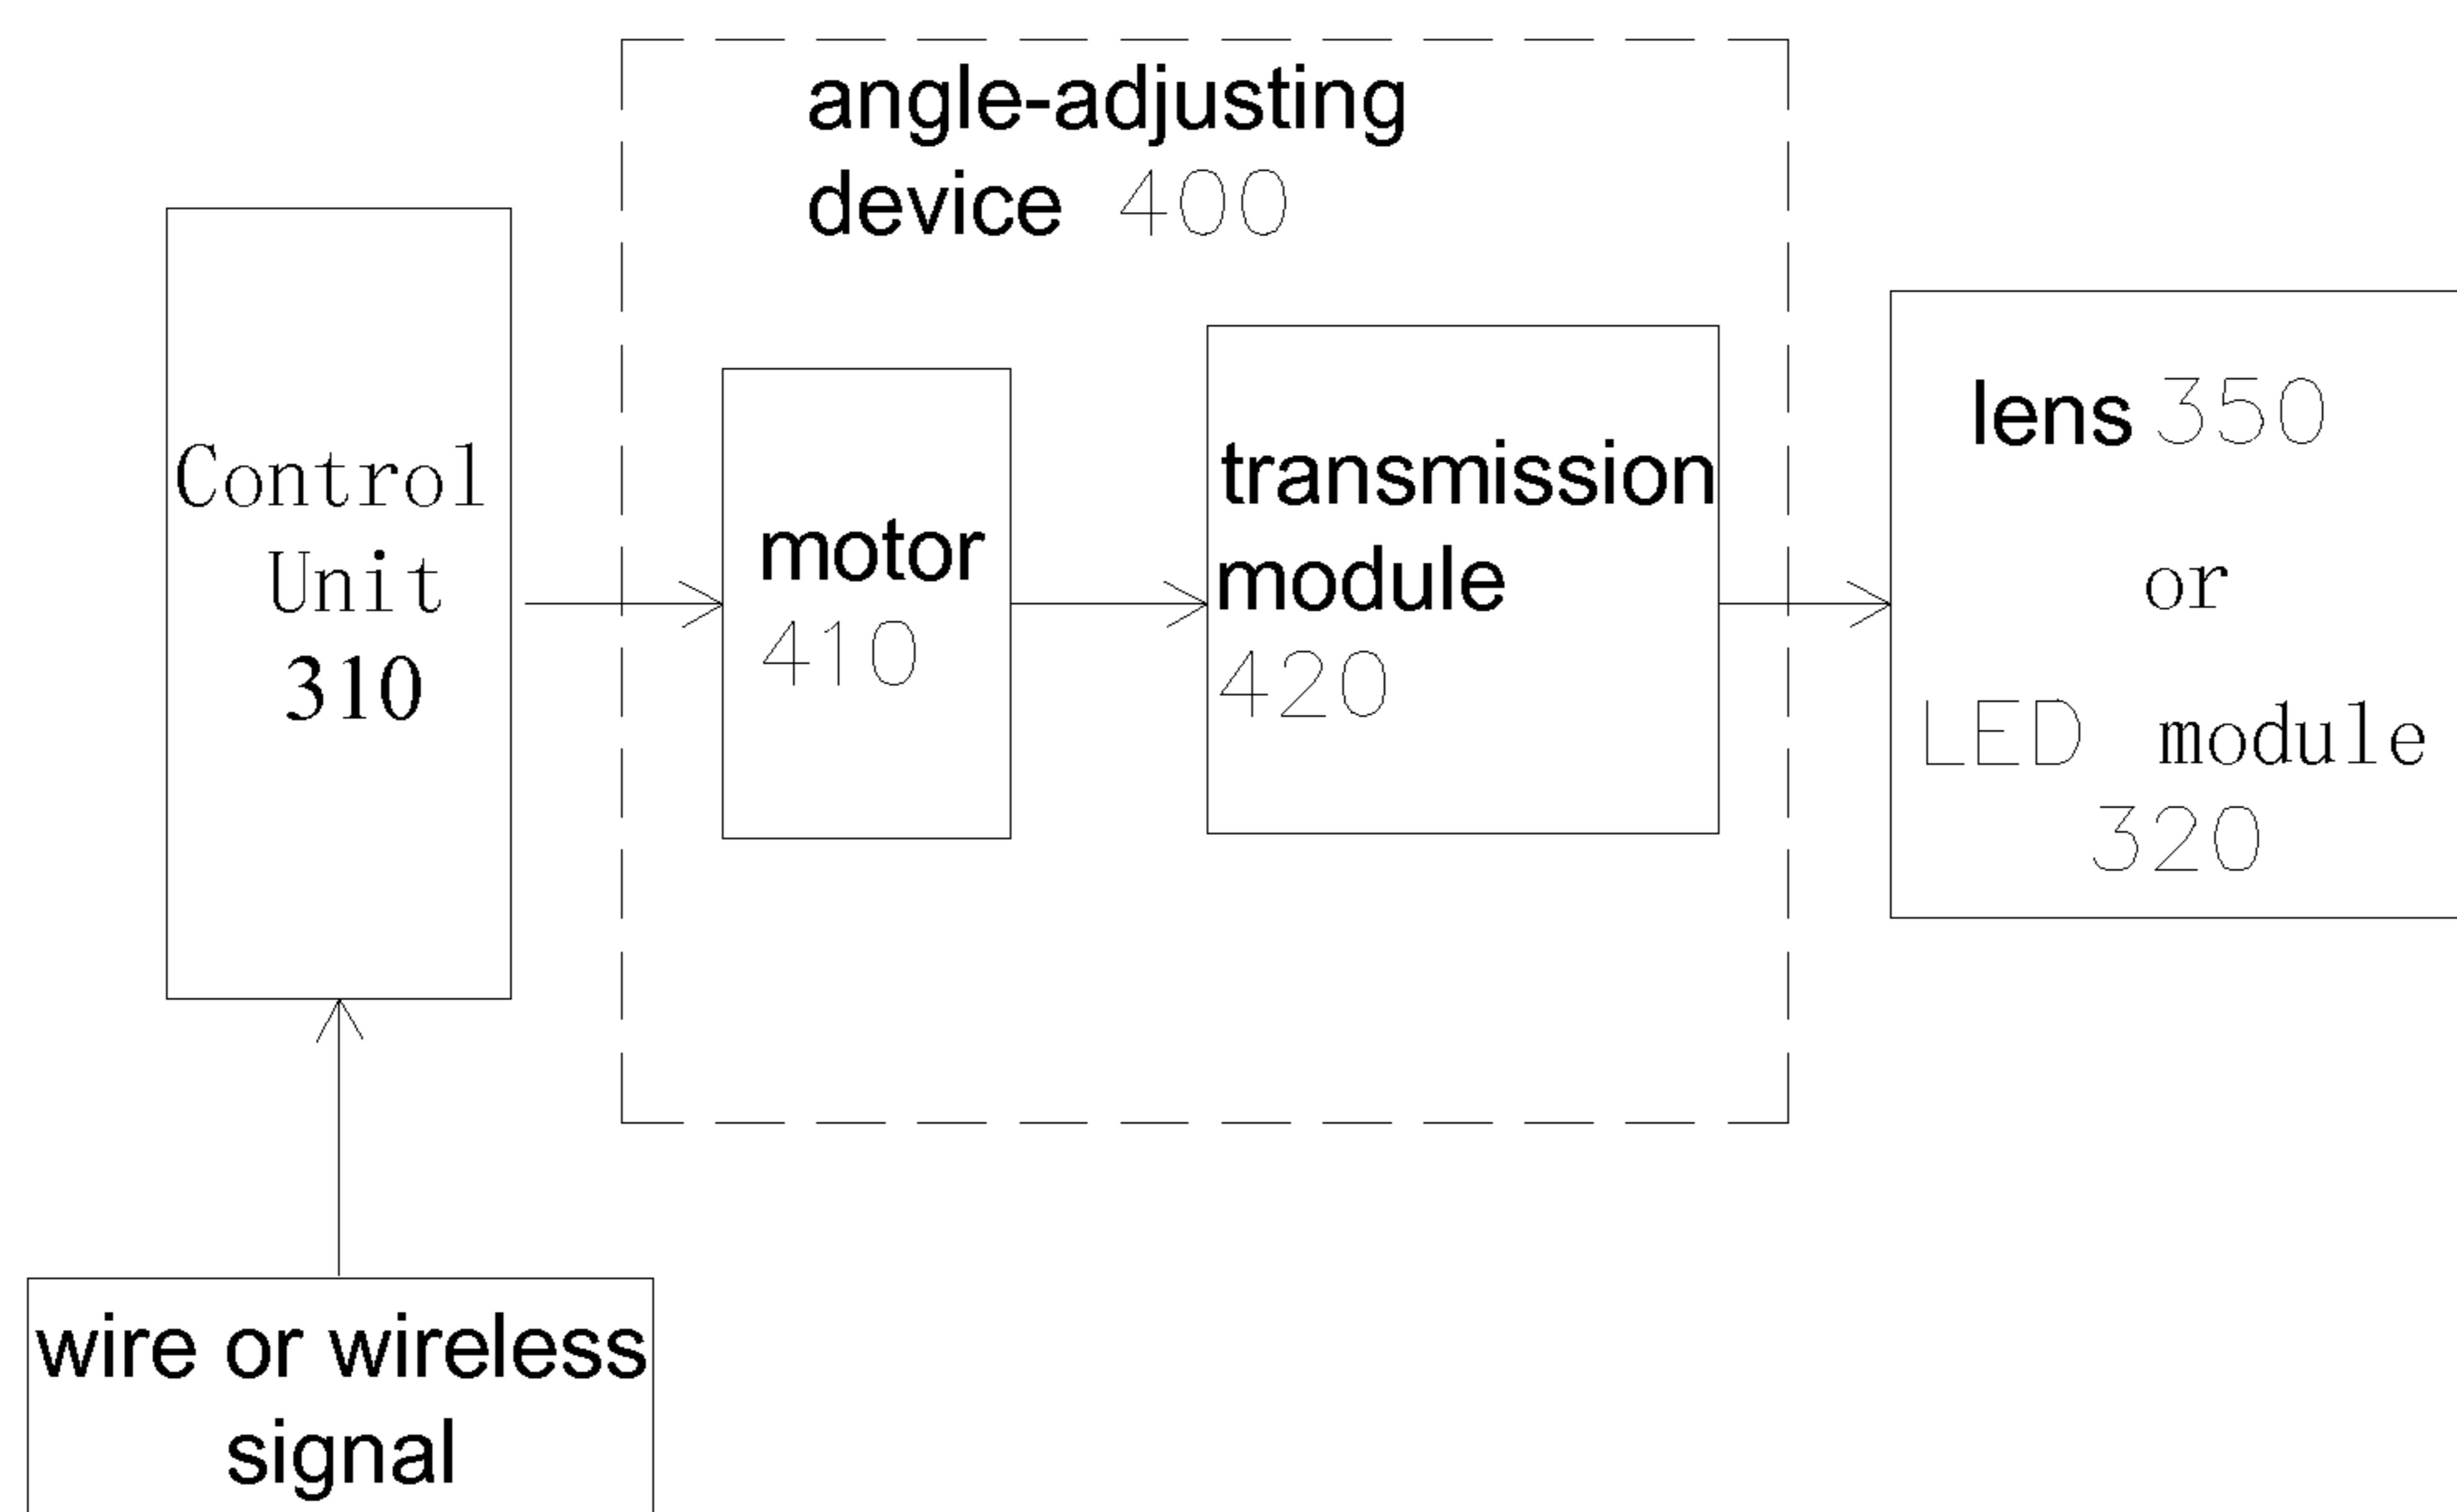 angle-adjusting
device 400
Control
Unit
310
motor
410
transmission
module
420
lens 350
or
LED module
320
wire or wireless
signal